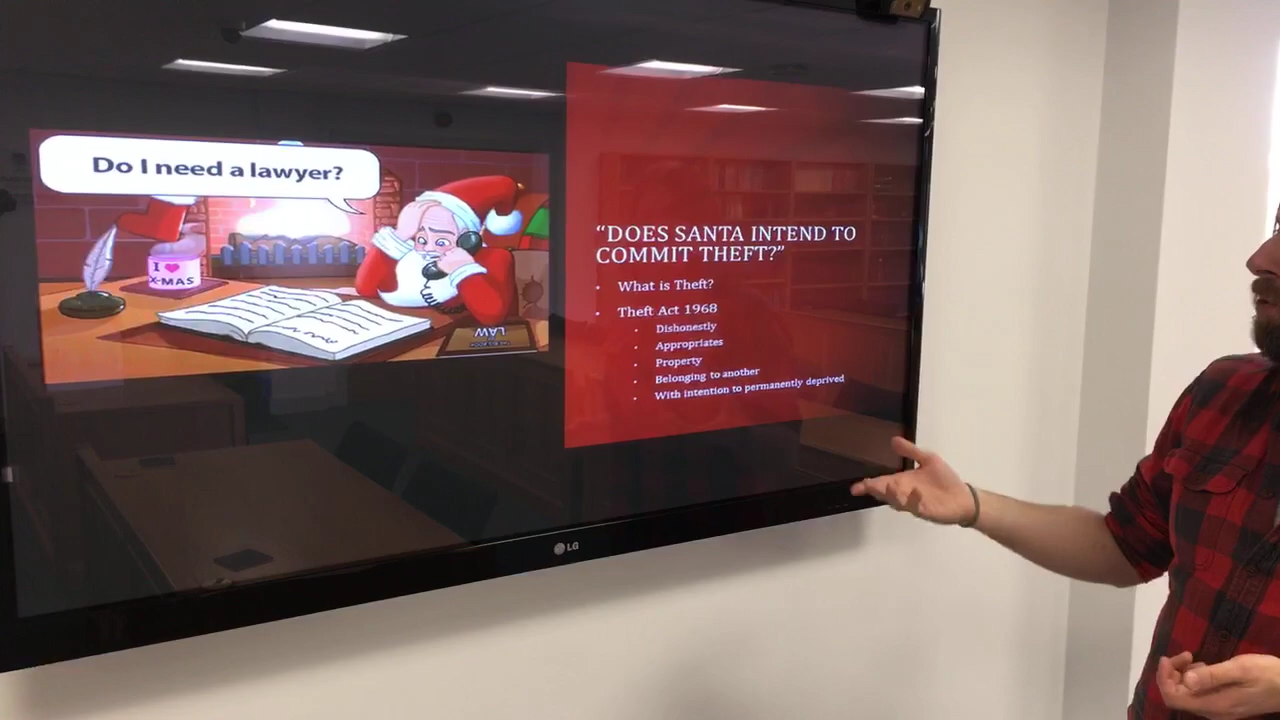 Do I need a lawyer?
I ♥
X-MAS
LAW
“DOES SANTA INTEND TO
COMMIT THEFT?”
• What is Theft?
• Theft Act 1968
• Dishonestly
• Appropriates
• Property
• Belonging to another
• With intention to permanently deprived
LG